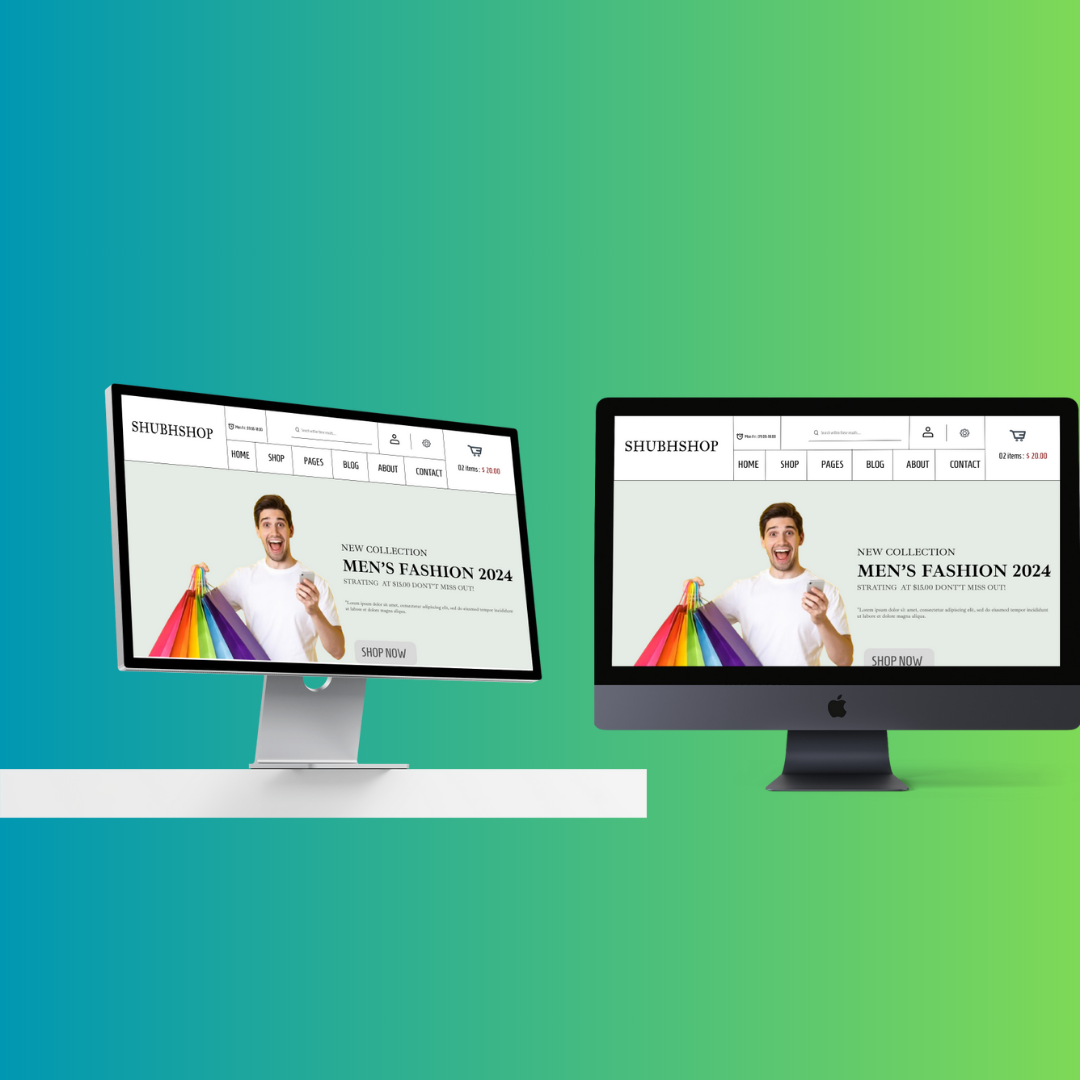 SHUBHSHOP
HOME
SHOP
PAGES
BLOG
ABOUT
CONTACT
02 items : $ 20.00
NEW COLLECTION
MEN'S FASHION 2024
STRATING AT $15.00 DONT'T MISS OUT!
"Lorem ipsum dolor sit amet, consectetur adipiscing elit, sed do eiusmod tempor incididunt
ut labore et dolore magna aliqua.
SHOP NOW
SHUBHSHOP
HOME
SHOP
PAGES
BLOG
ABOUT
CONTACT
02 items : $ 20.00
NEW COLLECTION
MEN'S FASHION 2024
STRATING AT $15.00 DONT'T MISS OUT!
"Lorem ipsum dolor sit amet, consectetur adipiscing elit, sed do eiusmod tempor incididunt
ut labore et dolore magna aliqua.
SHOP NOW